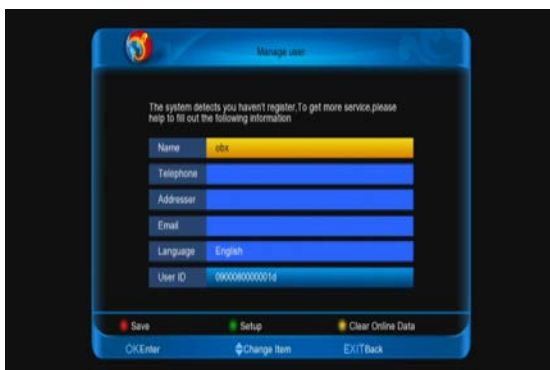 Manage user
The system detects you haven't register,To get more service,please
help to fill out the following information
Name obx
Telephone
Addresser
Email
Language English
User ID 0900080000001d
Save Setup Clear Online Data
OKEnter Change Item EXITBack